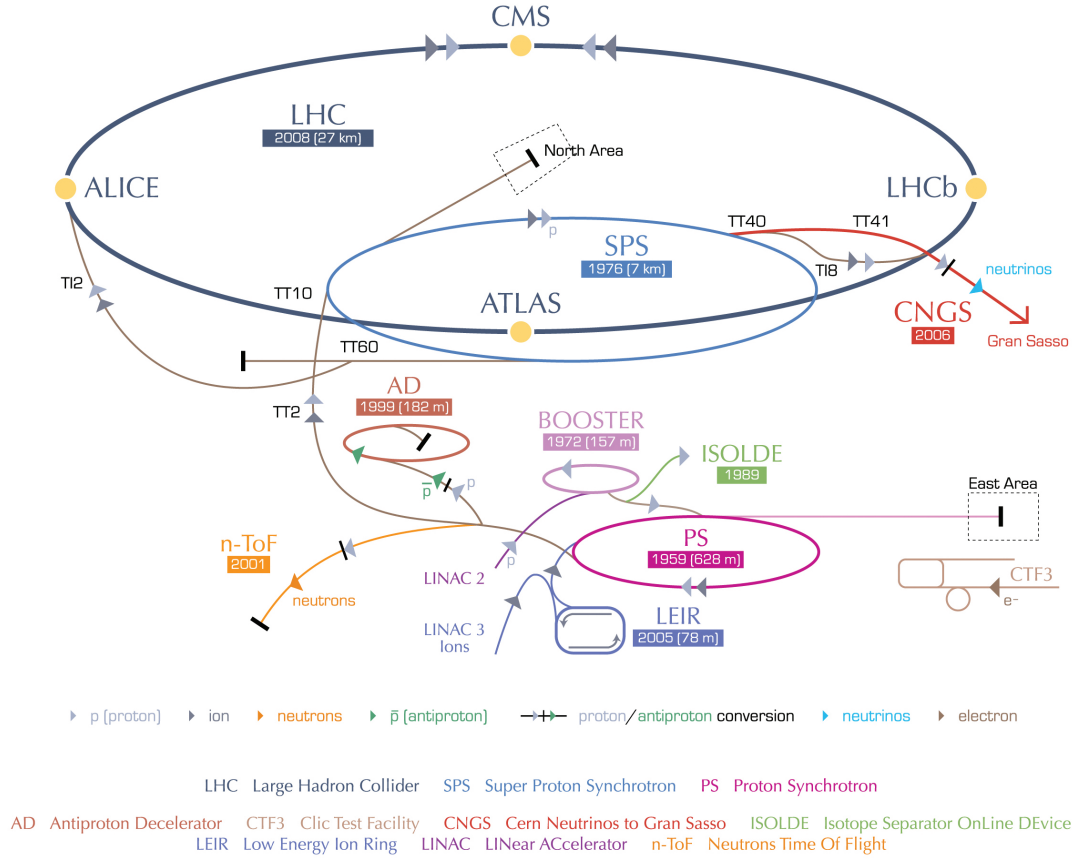 CMS
LHC
2008 (27 km)
North Area
ALICE
LHCb
TT40
TT41
p
SPS
1976 (7 km)
TI8
neutrinos
TI2
TT10
ATLAS
CNGS
2006
Gran Sasso
TT60
AD
1999 (182 m)
TT2
BOOSTER
1972 (157 m)
ISOLDE
1989
p̅
p
East Area
n-ToF
2001
PS
1959 (628 m)
p
LINAC 2
neutrons
CTF3
e-
LINAC 3
Ions
LEIR
2005 (78 m)
p (proton) ion neutrons p̅ (antiproton) proton/antiproton conversion neutrinos electron
LHC Large Hadron Collider SPS Super Proton Synchrotron PS Proton Synchrotron
AD Antiproton Decelerator CTF3 Clic Test Facility CNGS Cern Neutrinos to Gran Sasso ISOLDE Isotope Separator OnLine DEvice
LEIR Low Energy Ion Ring LINAC LINear ACcelerator n-ToF Neutrons Time Of Flight